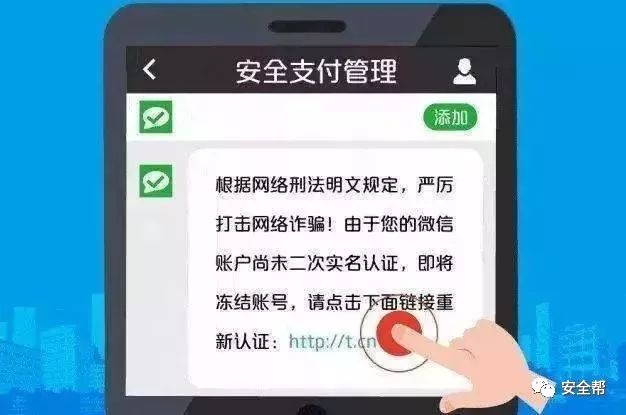 安全支付管理
添加
根据网络刑法明文规定，严厉
打击网络诈骗！由于您的微信
账户尚未二次实名认证，即将
冻结账号，请点击下面链接重
新认证：http://t.cn
安全帮